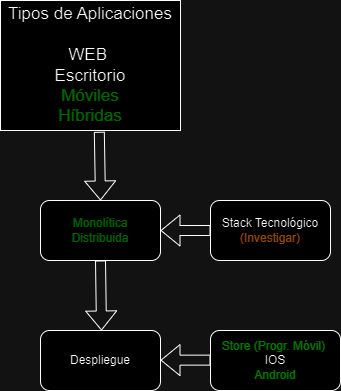 Tipos de Aplicaciones
WEB
Escritorio
Móviles
Híbridas
Monolítica
Distribuida
Stack Tecnológico
(Investigar)
Despliegue
Store (Progr. Móvil)
IOS
Android